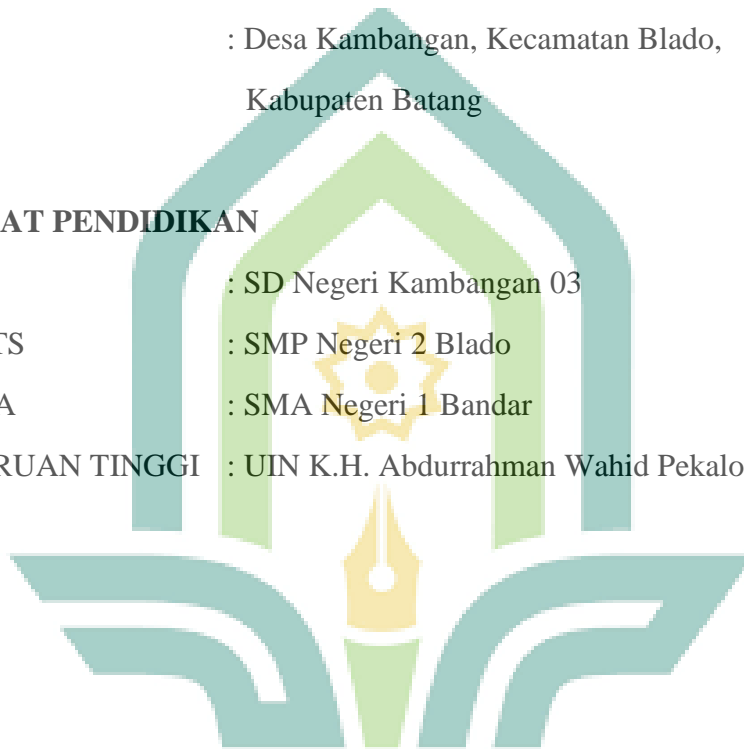 : Desa Kambangan, Kecamatan Blado,
Kabupaten Batang
AT PENDIDIKAN
: SD Negeri Kambangan 03
TS : SMP Negeri 2 Blado
A : SMA Negeri 1 Bandar
RUAN TINGGI : UIN K.H. Abdurrahman Wahid Pekalo